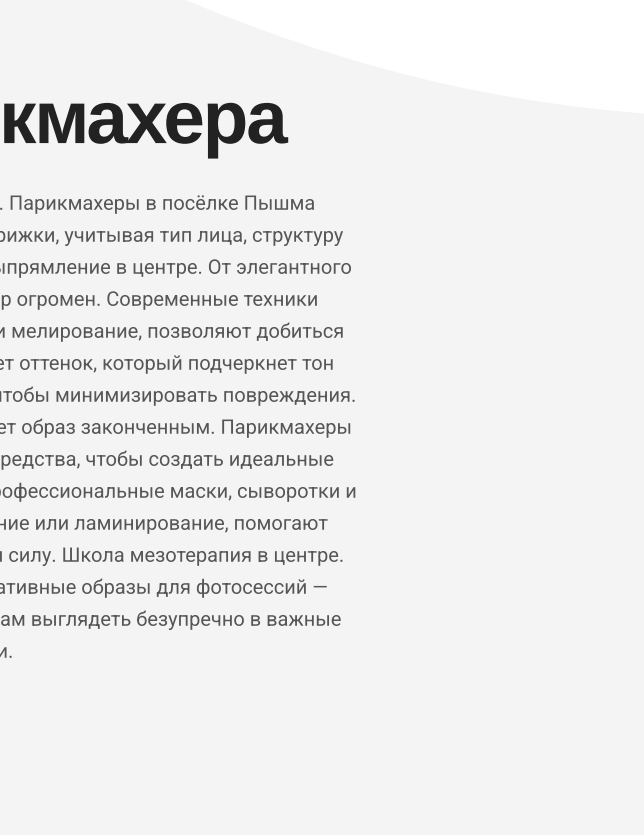 кмахера
. Парикмахеры в посёлке Пышма
рижки, учитывая тип лица, структуру
ыпрямление в центре. От элегантного
р огромен. Современные техники
и мелирование, позволяют добиться
ет оттенок, который подчеркнет тон
чтобы минимизировать повреждения.
ет образ законченным. Парикмахеры
редства, чтобы создать идеальные
рофессиональные маски, сыворотки и
ние или ламинирование, помогают
и силу. Школа мезотерапия в центре.
ативные образы для фотосессий —
ам выглядеть безупречно в важные
и.